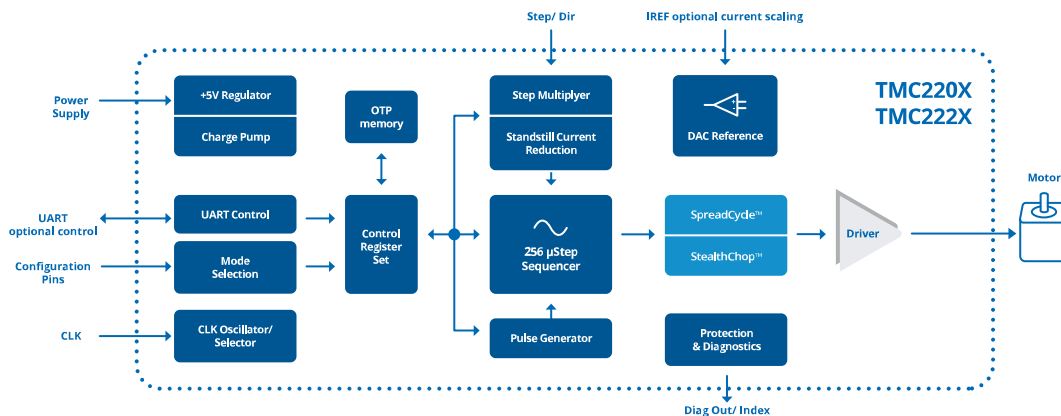 Step/ Dir
IREF optional current scaling
TMC220X
TMC222X
Power
Supply
+5V Regulator
Charge Pump
OTP
memory
Step Multiplyer
Standstill Current
Reduction
DAC Reference
Motor
UART
optional control
UART Control
Control
Register
Set
256 µStep
Sequencer
SpreadCycle™
StealthChop™
Driver
Configuration
Pins
Mode
Selection
CLK
CLK Oscillator/
Selector
Pulse Generator
Protection
& Diagnostics
Diag Out/ Index